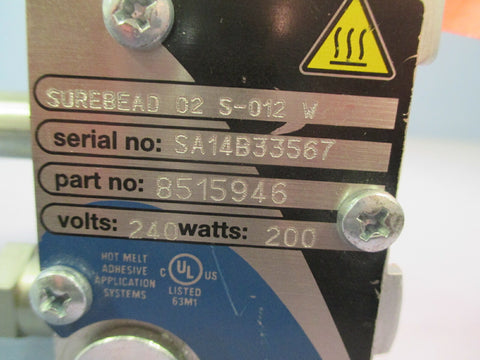 SUREBEAD 02 S-012 W
serial no: SA14B33567
part no: 8515946
volts: 240 watts: 200
HOT MELT
ADHESIVE
APPLICATION
SYSTEMS
C UL US
LISTED
63M1